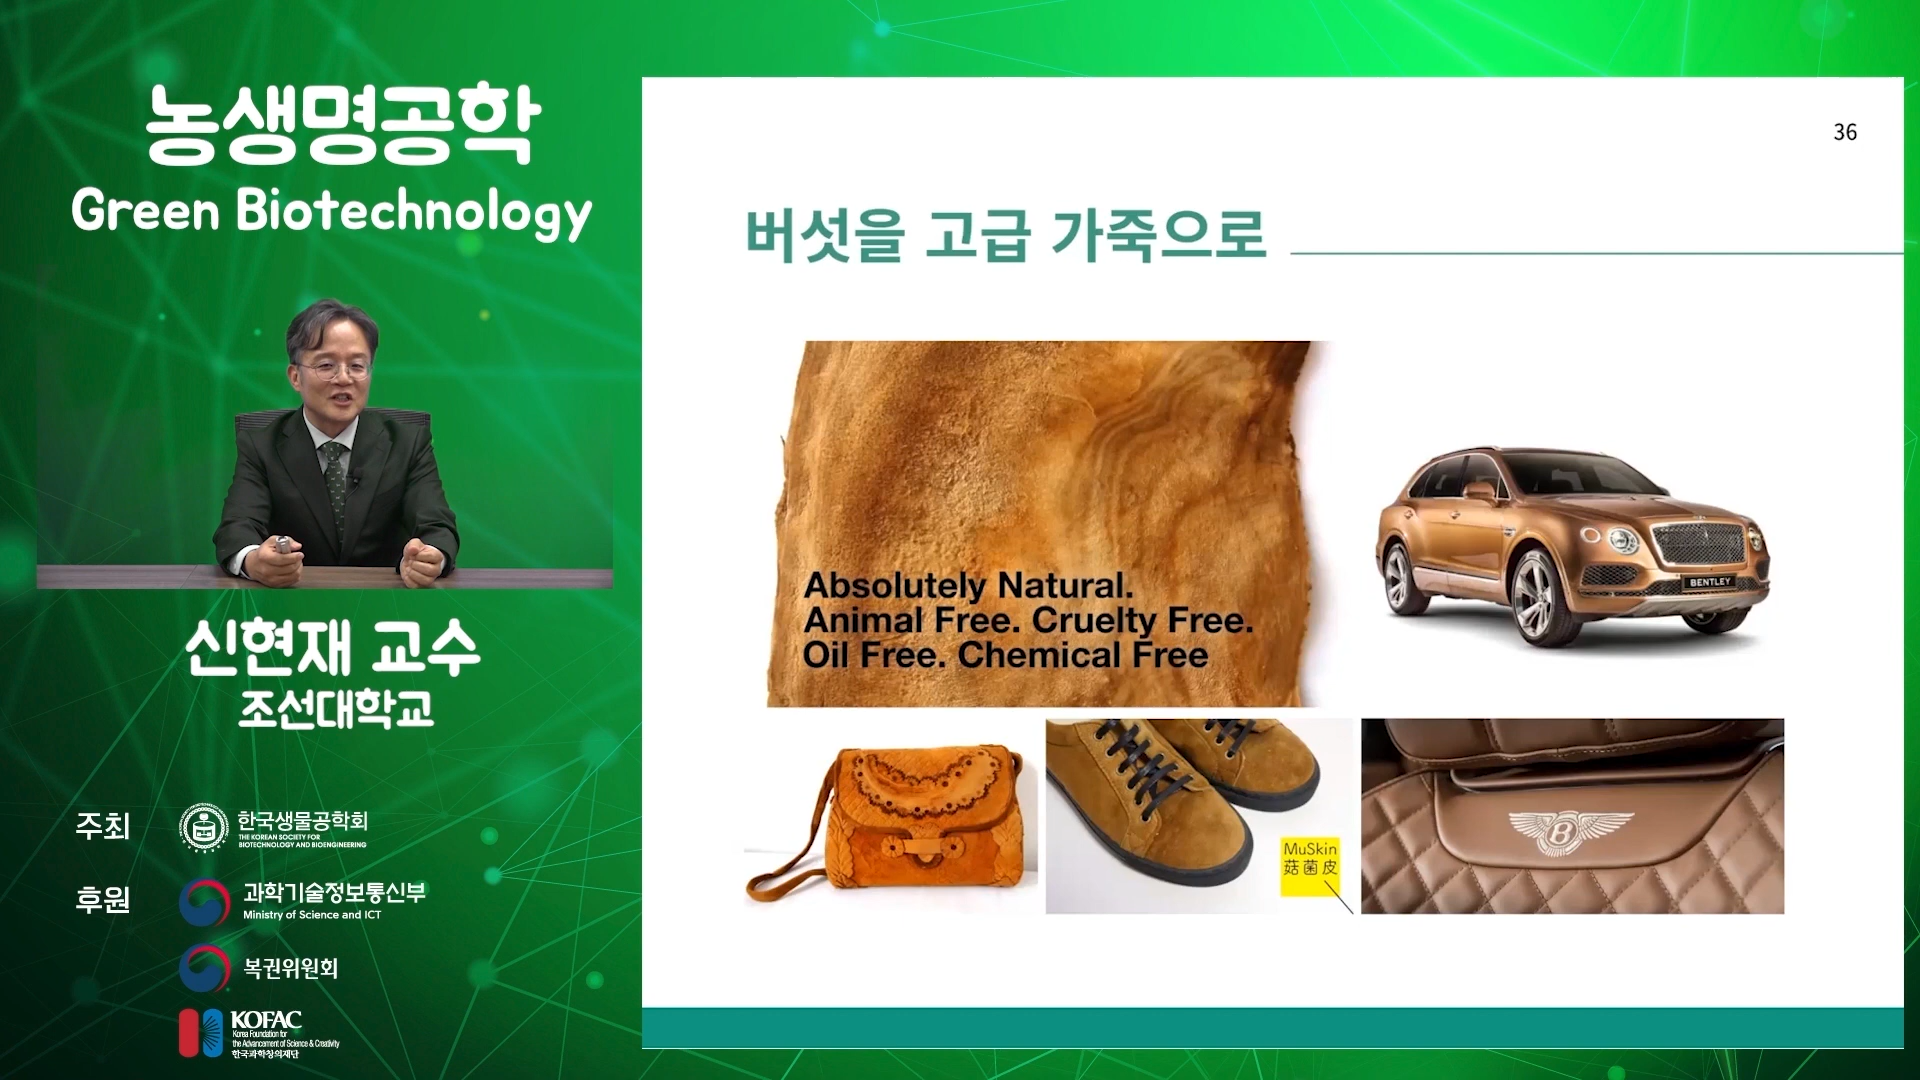 농생명공학
Green Biotechnology
신현재 교수
조선대학교
주최
한국생물공학회
THE KOREAN SOCIETY FOR
BIOTECHNOLOGY AND BIOENGINEERING
후원
과학기술정보통신부
Ministry of Science and ICT
복권위원회
KOFAC
Korea Foundation for
the Advancement of Science & Creativity
한국과학창의재단
36
버섯을 고급 가죽으로
Absolutely Natural.
Animal Free. Cruelty Free.
Oil Free. Chemical Free
BENTLEY
MuSkin
菇菌皮
B